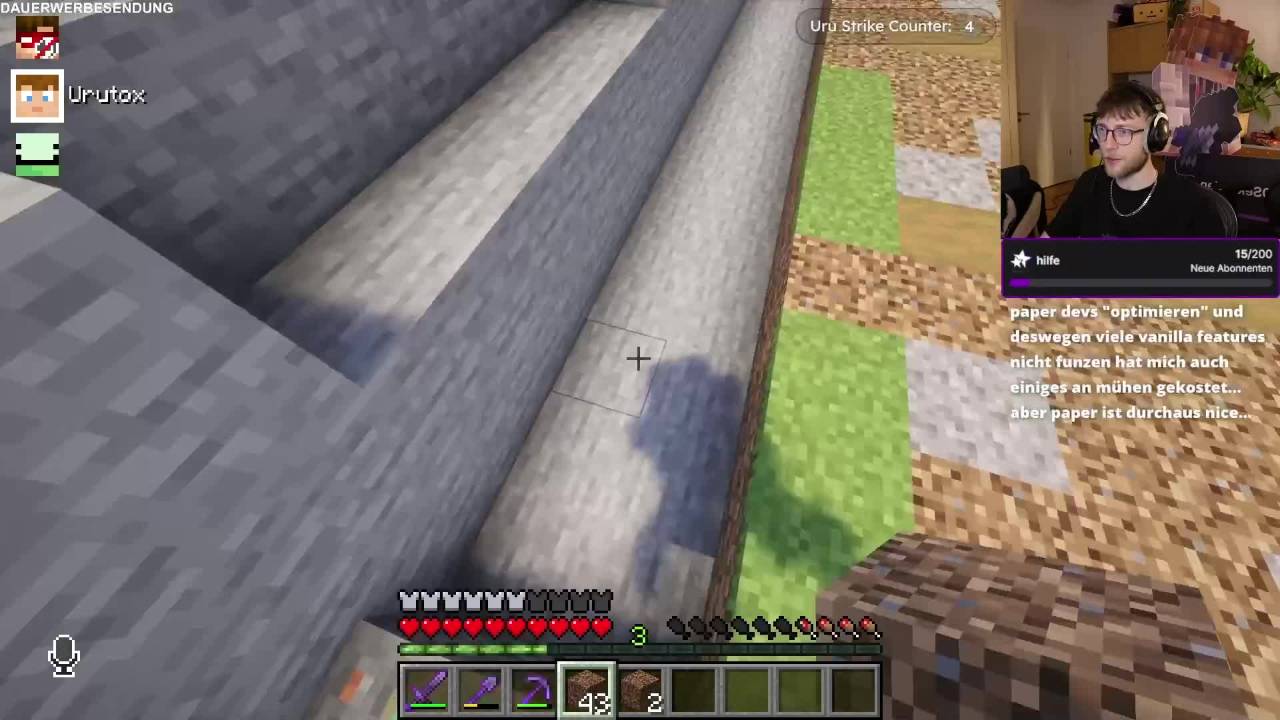 DAUERWERBESENDUNG
Uru Strike Counter: 4
Urutox
hilfe
15/200
Neue Abonnenten
paper devs "optimieren" und
deswegen viele vanilla features
nicht funzen hat mich auch
einiges an mühen gekostet...
aber paper ist durchaus nice...
3
43
2